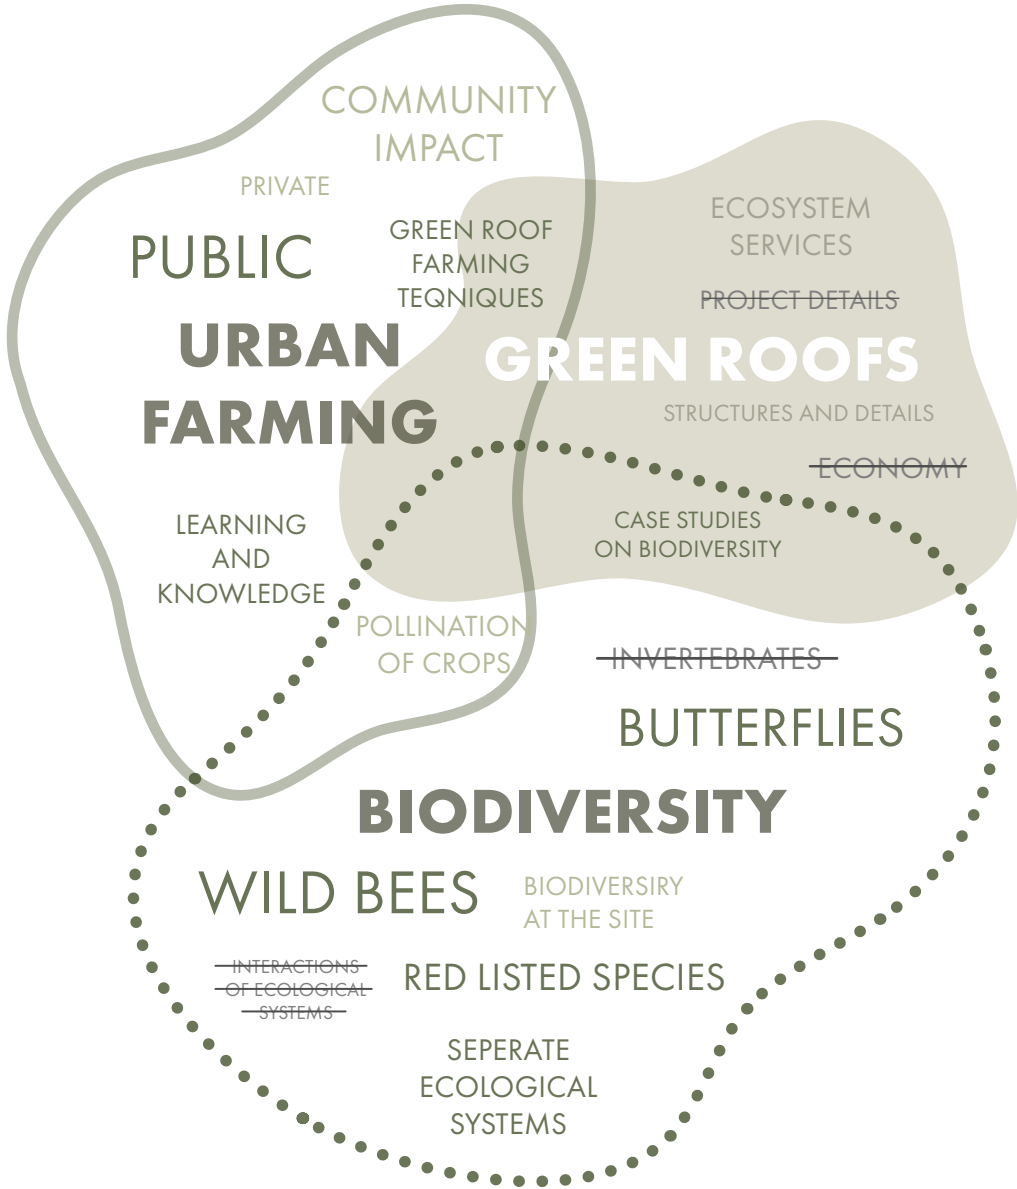 COMMUNITY
IMPACT
PRIVATE
PUBLIC
GREEN ROOF
FARMING
TEQNIQUES
URBAN
FARMING
ECOSYSTEM
SERVICES
PROJECT DETAILS
GREEN ROOFS
STRUCTURES AND DETAILS
ECONOMY
LEARNING
AND
KNOWLEDGE
CASE STUDIES
ON BIODIVERSITY
POLLINATION
OF CROPS
INVERTEBRATES
BUTTERFLIES
BIODIVERSITY
WILD BEES
BIODIVERSIRY
AT THE SITE
INTERACTIONS
OF ECOLOGICAL
SYSTEMS
RED LISTED SPECIES
SEPERATE
ECOLOGICAL
SYSTEMS